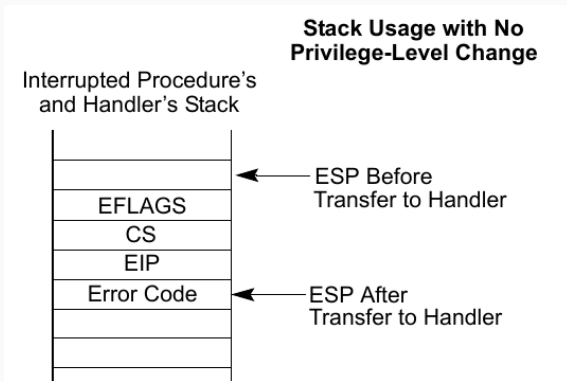 Stack Usage with No
Privilege-Level Change
Interrupted Procedure's
and Handler's Stack
ESP Before
Transfer to Handler
EFLAGS
CS
EIP
Error Code
ESP After
Transfer to Handler